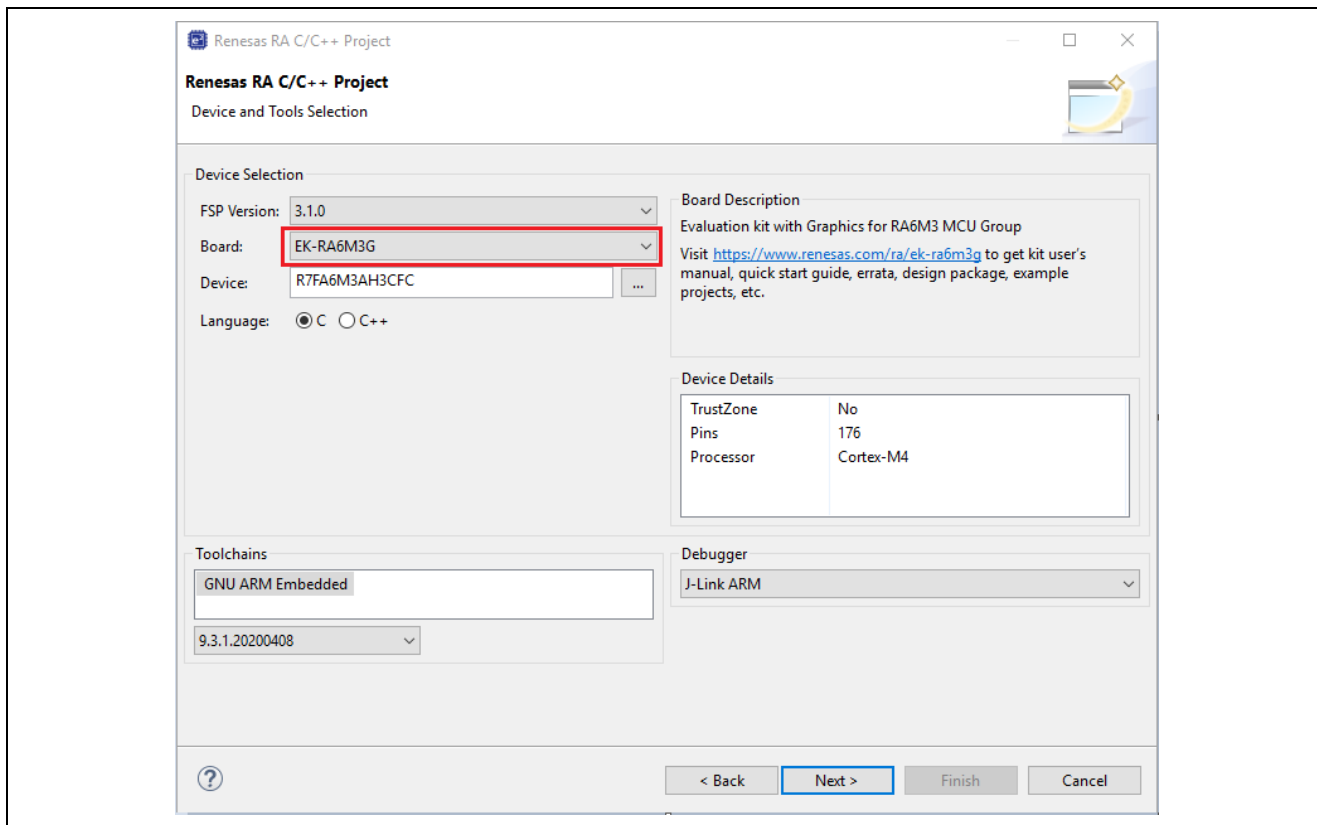 Renesas RA C/C++ Project
Renesas RA C/C++ Project
Device and Tools Selection
Device Selection
FSP Version: 3.1.0
Board: EK-RA6M3G
Device: R7FA6M3AH3CFC ...
Language: C C++
Board Description
Evaluation kit with Graphics for RA6M3 MCU Group
Visit https://www.renesas.com/ra/ek-ra6m3g to get kit user's
manual, quick start guide, errata, design package, example
projects, etc.
Device Details
TrustZone No
Pins 176
Processor Cortex-M4
Toolchains
GNU ARM Embedded
9.3.1.20200408
Debugger
J-Link ARM
? < Back Next > Finish Cancel